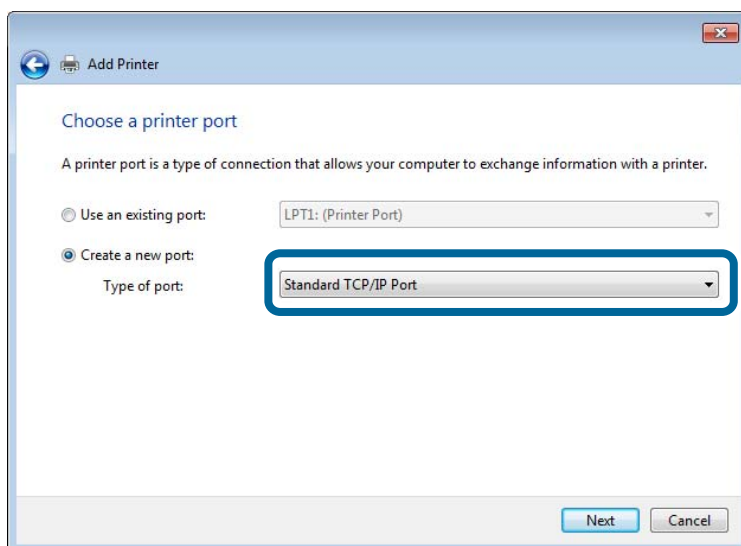 Add Printer
Choose a printer port
A printer port is a type of connection that allows your computer to exchange information with a printer.
Use an existing port: LPT1: (Printer Port)
Create a new port:
Type of port: Standard TCP/IP Port
Next Cancel